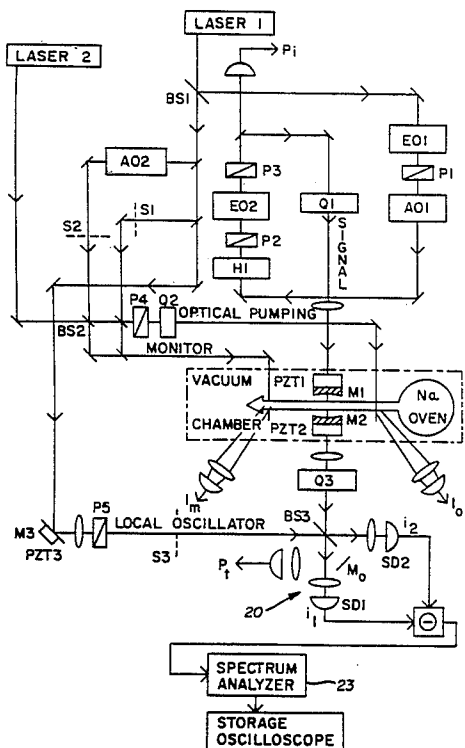 LASER 1
LASER 2
Pi
BS1
EO1
AO2
P3
P1
S1
EO2
Q1
AO1
S2
P2
SIGNAL
H1
P4
Q2
OPTICAL PUMPING
BS2
MONITOR
VACUUM
PZT1
M1
Na
OVEN
CHAMBER
PZT2
M2
Im
Io
Q3
P5
LOCAL OSCILLATOR
BS3
i2
M3
PZT3
S3
SD2
Pt
Mo
20
SD1
i1
−
SPECTRUM
ANALYZER
23
STORAGE
OSCILLOSCOPE